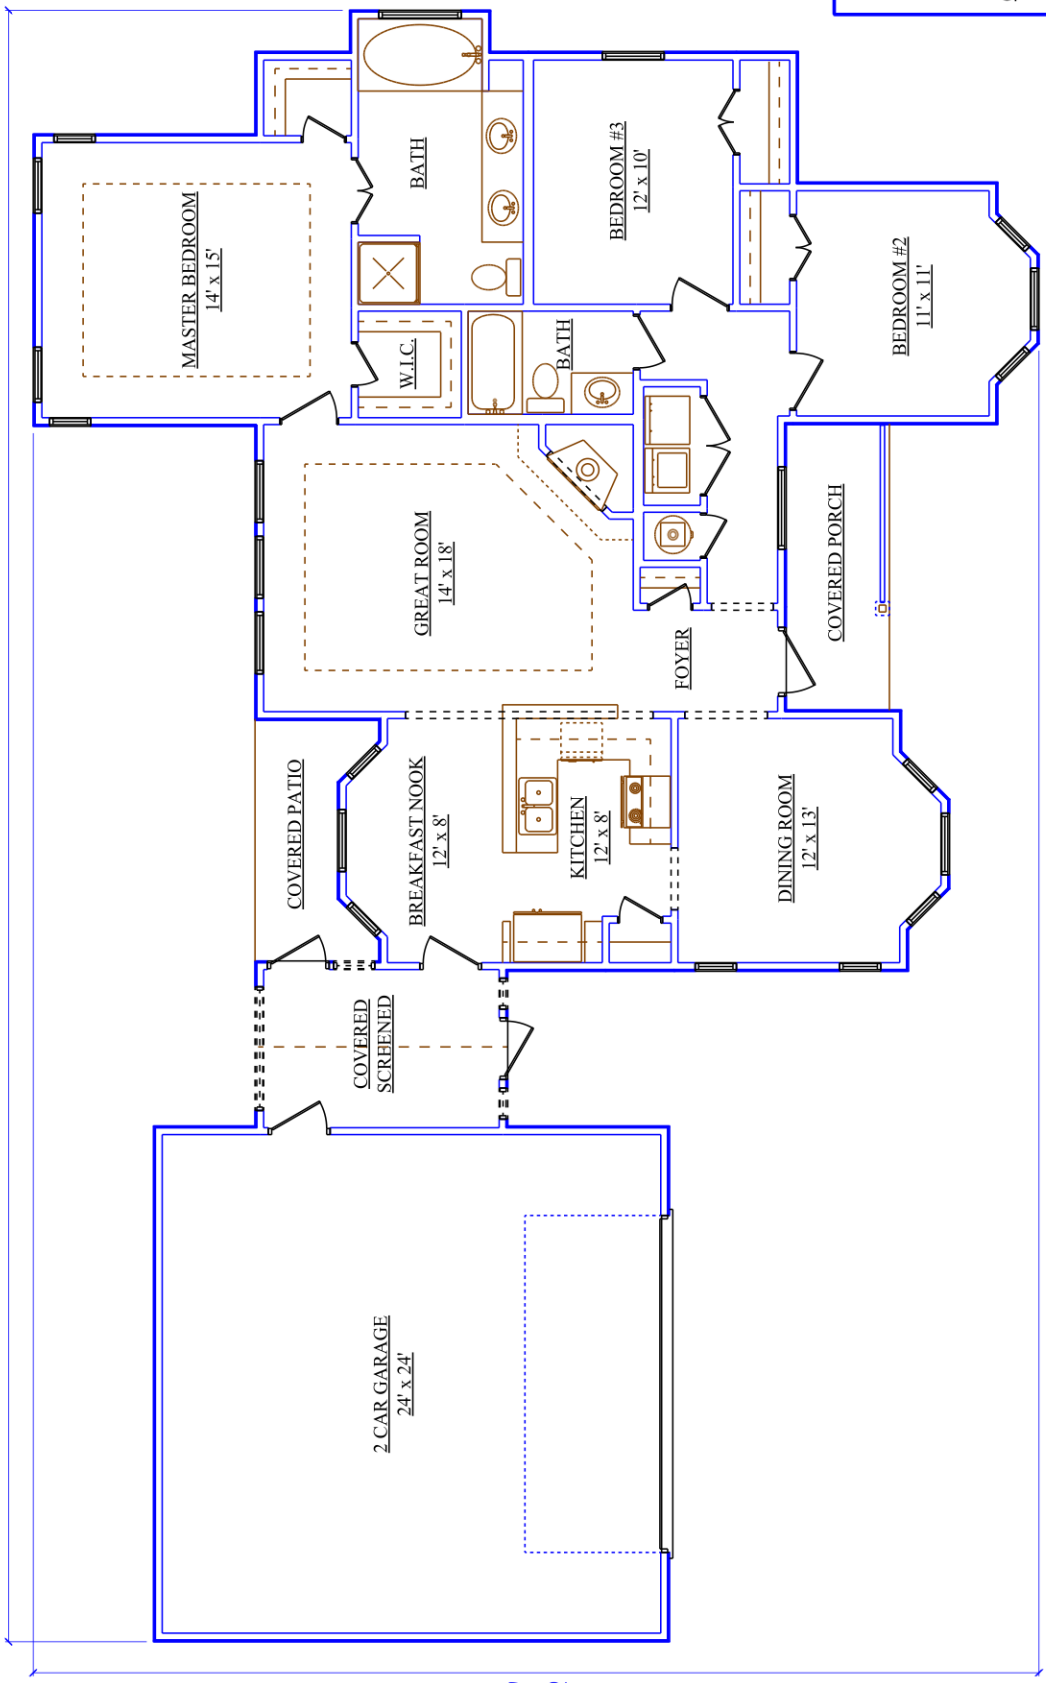 MASTER BEDROOM
14' x 15'
BATH
BEDROOM #3
12' x 10'
BEDROOM #2
11' x 11'
W.I.C.
BATH
GREAT ROOM
14' x 18'
COVERED PORCH
FOYER
COVERED PATIO
BREAKFAST NOOK
12' x 8'
KITCHEN
12' x 8'
DINING ROOM
12' x 13'
COVERED
SCREENED
2 CAR GARAGE
24' x 24'